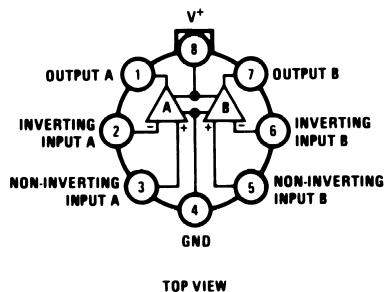 V+
8
OUTPUT A 1 7 OUTPUT B
A B
INVERTING INPUT A 2 - + + - 6 INVERTING INPUT B
NON-INVERTING INPUT A 3 5 NON-INVERTING INPUT B
4
GND
TOP VIEW